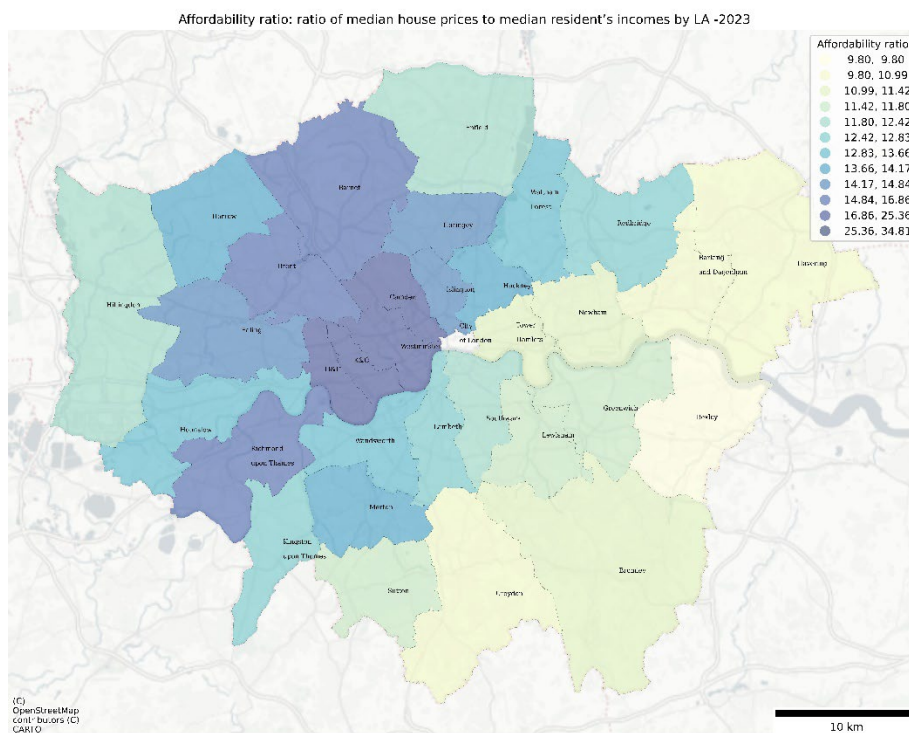 Affordability ratio: ratio of median house prices to median resident's incomes by LA -2023
Affordability ratio
9.80, 9.80
9.80, 10.99
10.99, 11.42
11.42, 11.80
11.80, 12.42
12.42, 12.83
12.83, 13.66
13.66, 14.17
14.17, 14.84
14.84, 16.86
16.86, 25.36
25.36, 34.81
Enfield
Barnet
Waltham
Forest
Harrow
Haringey
Redbridge
Barking
and Dagenham
Havering
Brent
Islington
Hackney
Camden
Hillingdon
Ealing
City
of London
Tower
Hamlets
Newham
Westminster
K&C
H&F
Hounslow
Richmond
upon Thames
Wandsworth
Lambeth
Southwark
Lewisham
Greenwich
Bexley
Merton
Kingston
upon Thames
Sutton
Croydon
Bromley
(C)
OpenStreetMap
contributors (C)
CARTO
10 km